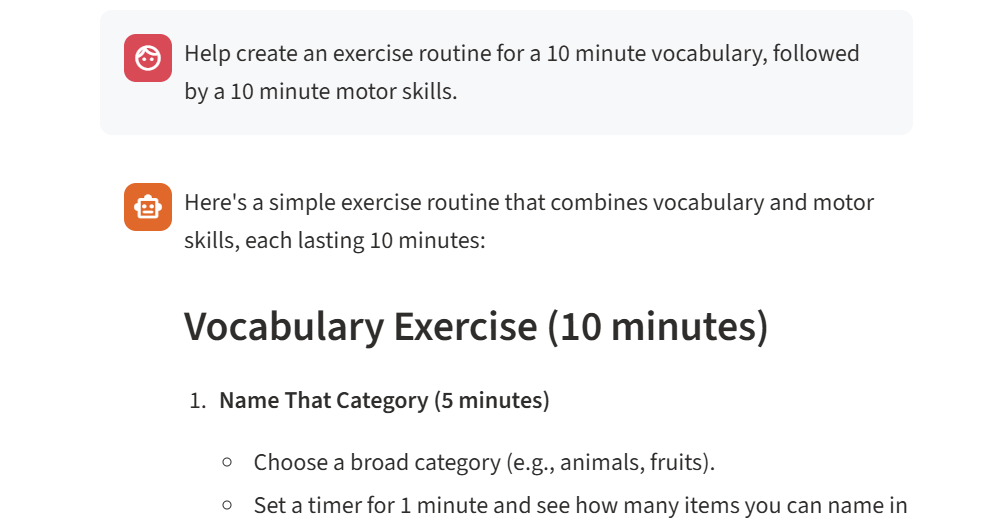 Help create an exercise routine for a 10 minute vocabulary, followed
by a 10 minute motor skills.
Here's a simple exercise routine that combines vocabulary and motor
skills, each lasting 10 minutes:
Vocabulary Exercise (10 minutes)
1. Name That Category (5 minutes)
○ Choose a broad category (e.g., animals, fruits).
○ Set a timer for 1 minute and see how many items you can name in